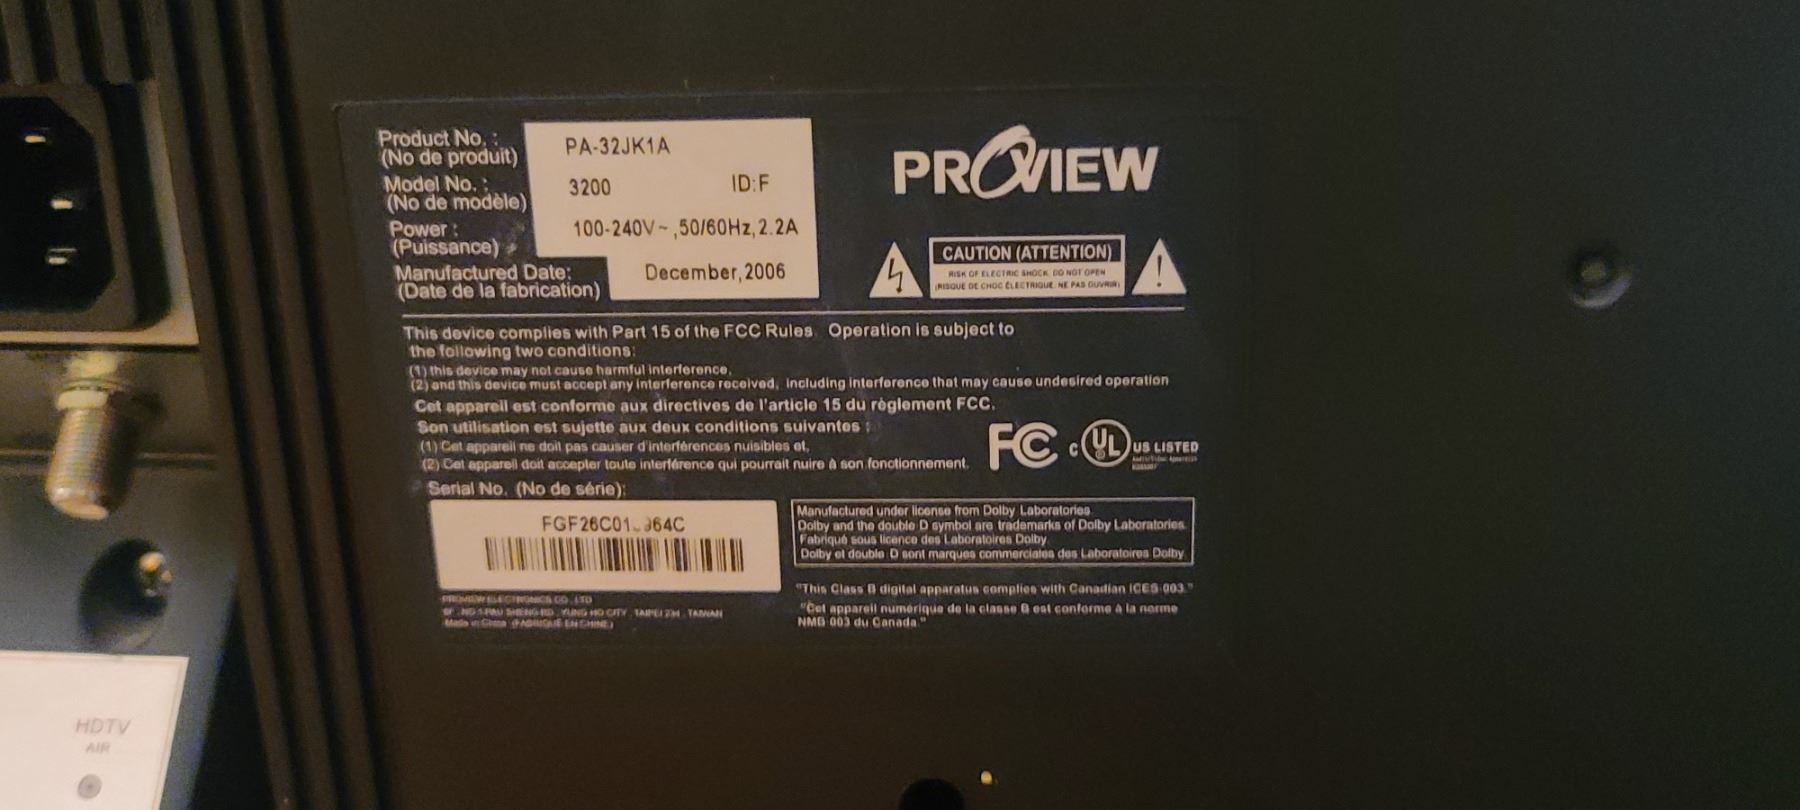 Product No. :
(No de produit)
PA-32JK1A
Model No. :
(No de modèle)
3200 ID:F
Power :
(Puissance)
100-240V~,50/60Hz,2.2A
Manufactured Date:
(Date de la fabrication)
December,2006
PROVIEW
CAUTION (ATTENTION)
RISK OF ELECTRIC SHOCK. DO NOT OPEN
(RISQUE DE CHOC ÉLECTRIQUE. NE PAS OUVRIR)
This device complies with Part 15 of the FCC Rules. Operation is subject to
the following two conditions:
(1) this device may not cause harmful interference,
(2) and this device must accept any interference received, including interference that may cause undesired operation
Cet appareil est conforme aux directives de l'article 15 du règlement FCC.
Son utilisation est sujette aux deux conditions suivantes :
(1) Cet appareil ne doit pas causer d'interférences nuisibles et,
(2) Cet appareil doit accepter toute interférence qui pourrait nuire à son fonctionnement.
FC
c UL US LISTED
Serial No. (No de série):
Manufactured under license from Dolby Laboratories.
Dolby and the double D symbol are trademarks of Dolby Laboratories.
Fabriqué sous licence des Laboratoires Dolby.
Dolby et double D sont marques commerciales des Laboratoires Dolby.
PROVIEW ELECTRONICS CO., LTD
TAIPEI 234, TAIWAN
Made in China (FABRIQUÉ EN CHINE)
"This Class B digital apparatus complies with Canadian ICES-003."
"Cet appareil numérique de la classe B est conforme à la norme
NMB-003 du Canada."
HDTV
AIR